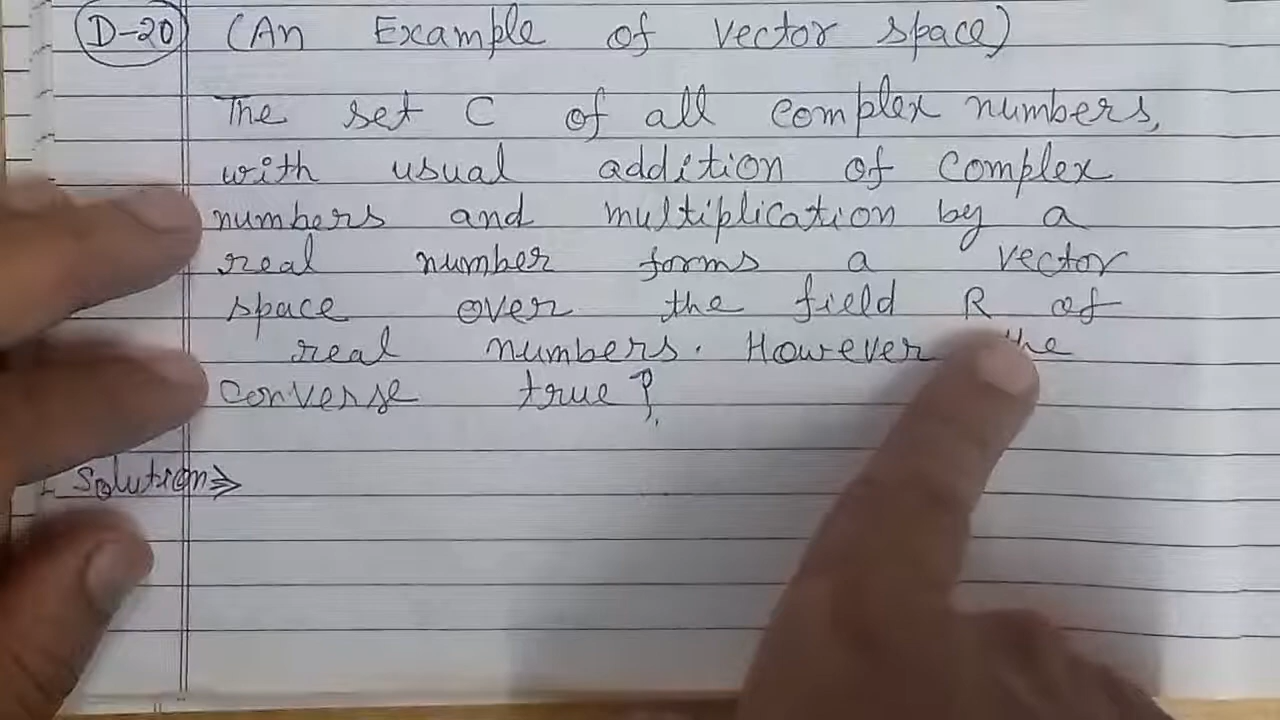 D-20 (An Example of vector space)
The set C of all complex numbers,
with usual addition of complex
numbers and multiplication by a
real number forms a vector
space over the field R of
real numbers. However the
converse true?
Solution⇒